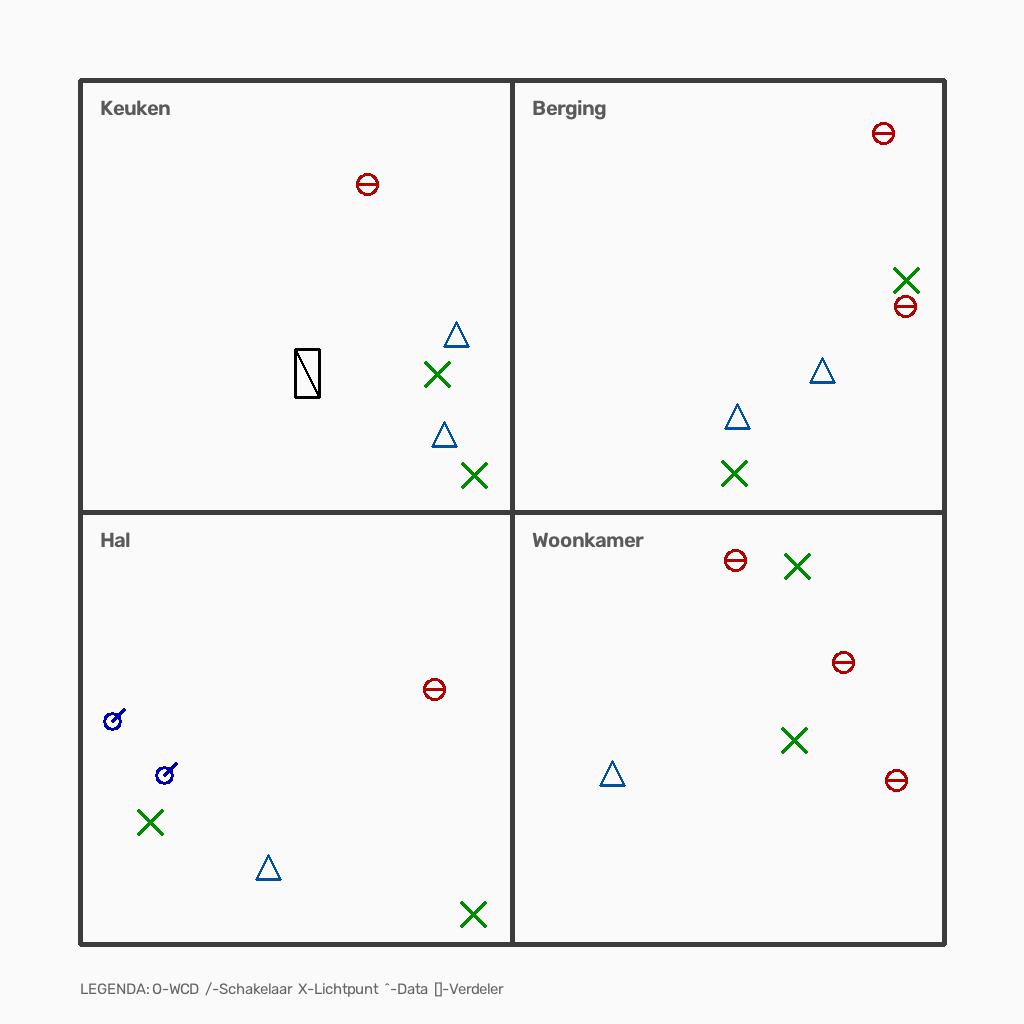 Keuken
Berging
Hal
Woonkamer
LEGENDA: O-WCD /-Schakelaar X-Lichtpunt ^-Data []-Verdeler